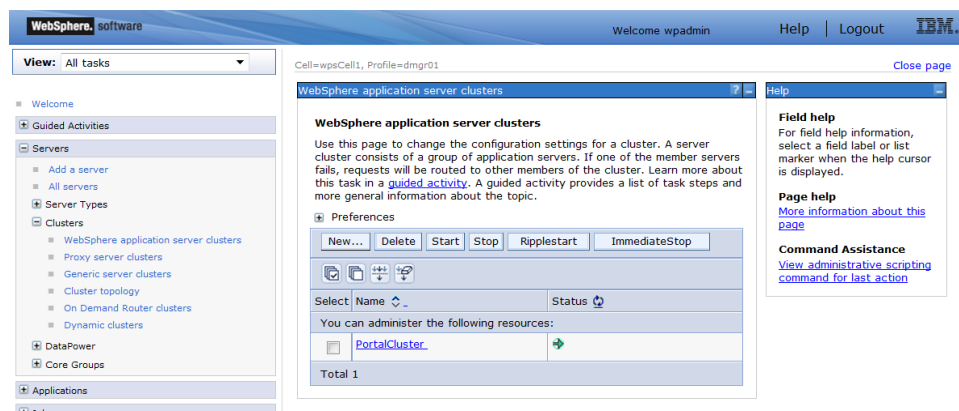 WebSphere. software
Welcome wpadmin
Help
Logout
IBM.
View: All tasks
Cell=wpsCell1, Profile=dmgr01
Close page
Welcome
Guided Activities
Servers
Add a server
All servers
Server Types
Clusters
WebSphere application server clusters
Proxy server clusters
Generic server clusters
Cluster topology
On Demand Router clusters
Dynamic clusters
DataPower
Core Groups
Applications
WebSphere application server clusters
?
WebSphere application server clusters
Use this page to change the configuration settings for a cluster. A server
cluster consists of a group of application servers. If one of the member servers
fails, requests will be routed to other members of the cluster. Learn more about
this task in a guided activity. A guided activity provides a list of task steps and
more general information about the topic.
Preferences
New... Delete Start Stop Ripplestart ImmediateStop
Select Name Status
You can administer the following resources:
PortalCluster
Total 1
Help
Field help
For field help information,
select a field label or list
marker when the help cursor
is displayed.
Page help
More information about this
page
Command Assistance
View administrative scripting
command for last action